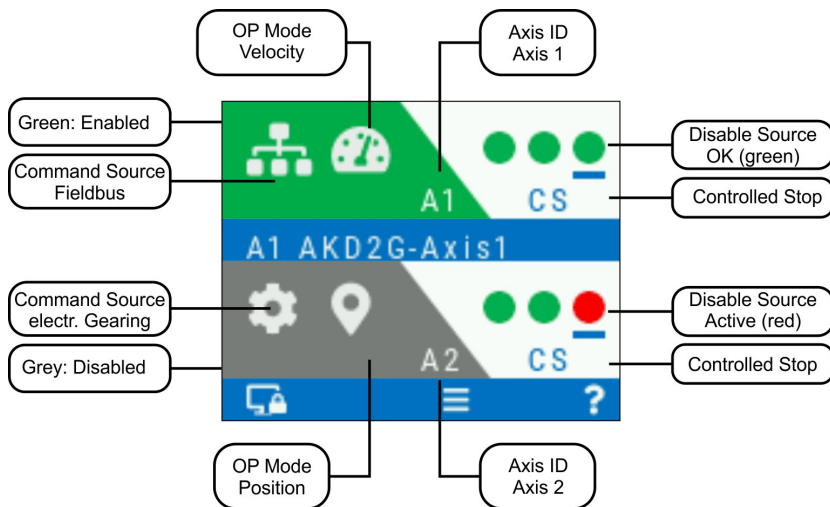 OP Mode
Velocity
Axis ID
Axis 1
Green: Enabled
Disable Source
OK (green)
Command Source
Fieldbus
A1
CS
Controlled Stop
A1 AKD2G-Axis1
Command Source
electr. Gearing
Disable Source
Active (red)
Grey: Disabled
A2
CS
Controlled Stop
?
OP Mode
Position
Axis ID
Axis 2